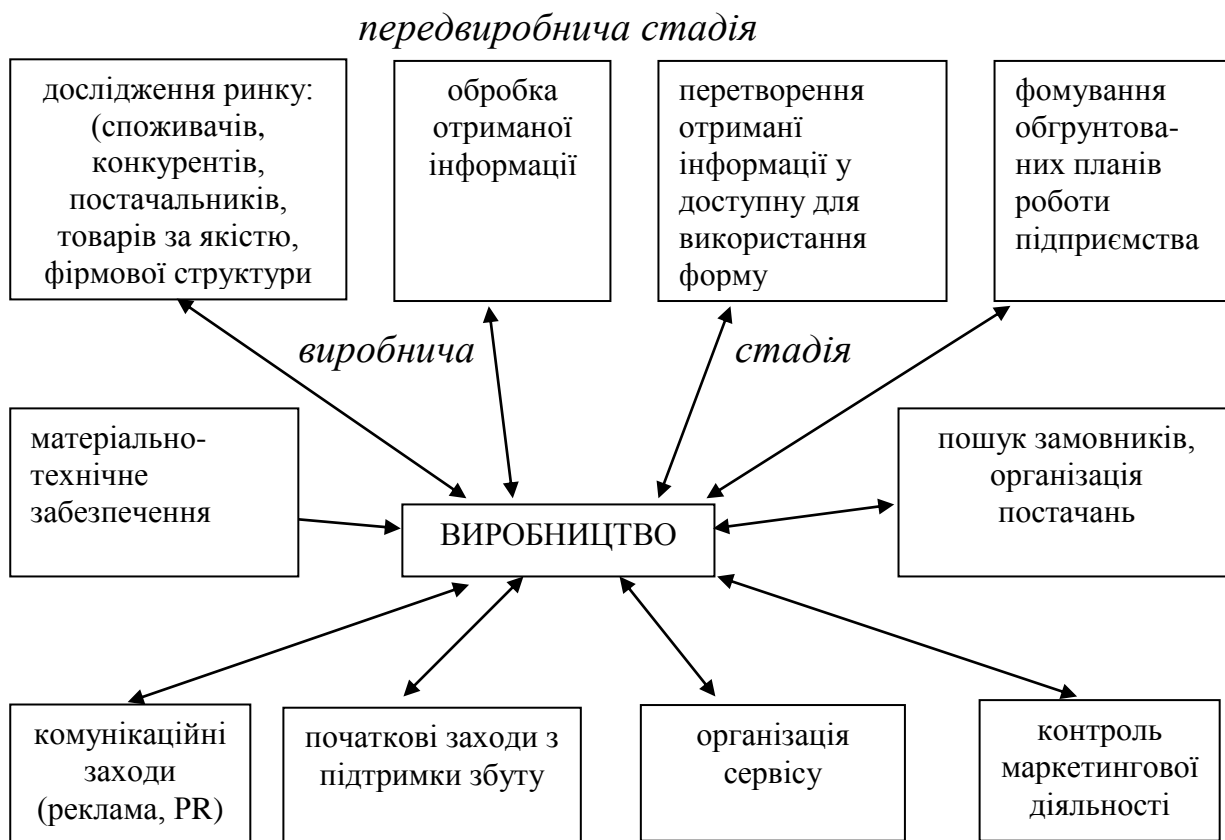 передвиробнича стадія
дослідження ринку:
(споживачів,
конкурентів,
постачальників,
товарів за якістю,
фірмової структури
обробка
отриманої
інформації
перетворення
отриманї
інформації у
доступну для
використання
форму
фомування
обгрунтова-
них планів
роботи
підприємства
виробнича стадія
матеріально-
технічне
забезпечення
ВИРОБНИЦТВО
пошук замовників,
організація
постачань
комунікаційні
заходи
(реклама, PR)
початкові заходи з
підтримки збуту
організація
сервісу
контроль
маркетингової
діяльності